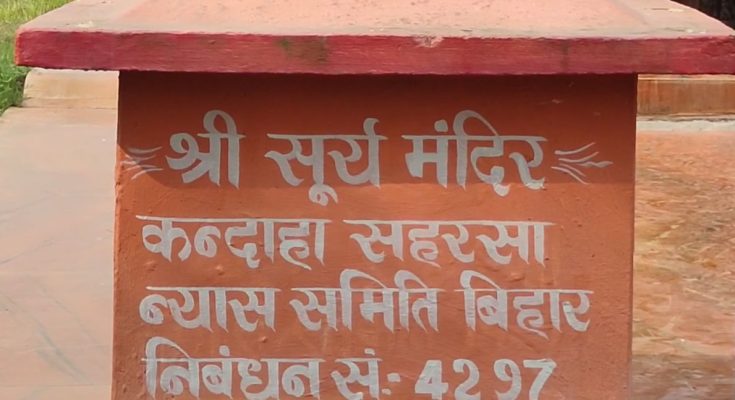 श्री सूर्य मंदिर
कन्दाहा सहरसा
न्यास समिति बिहार
निबंधन सं.- 4297